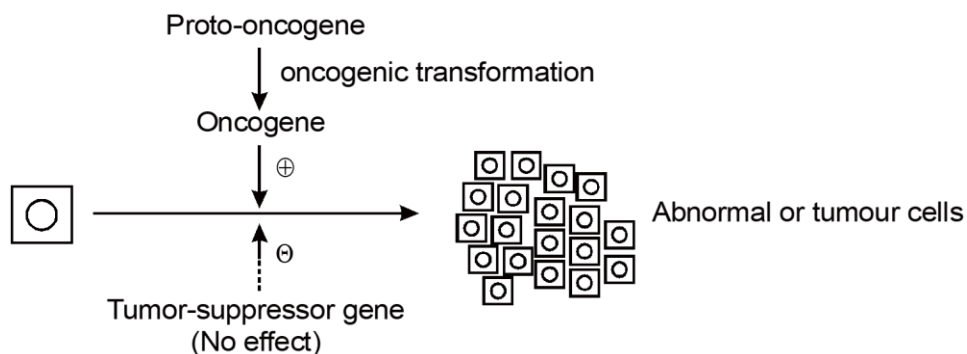 Proto-oncogene
oncogenic transformation
Oncogene
⊕
Abnormal or tumour cells
Θ
Tumor-suppressor gene
(No effect)